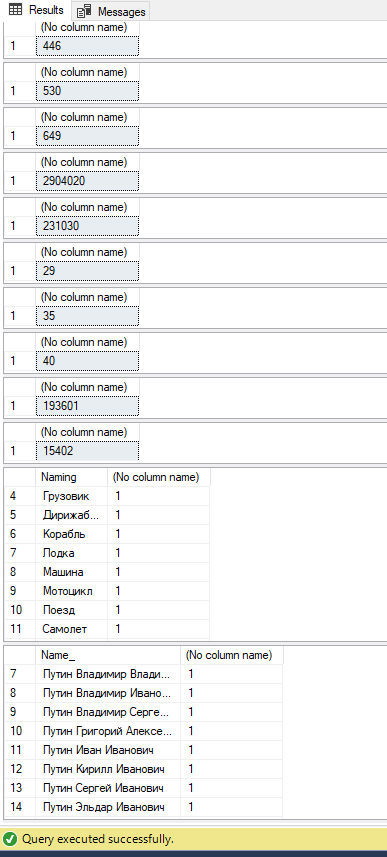 Results Messages
(No column name)
1 446
(No column name)
1 530
(No column name)
1 649
(No column name)
1 2904020
(No column name)
1 231030
(No column name)
1 29
(No column name)
1 35
(No column name)
1 40
(No column name)
1 193601
(No column name)
1 15402
Naming (No column name)
4 Грузовик 1
5 Дирижаб... 1
6 Корабль 1
7 Лодка 1
8 Машина 1
9 Мотоцикл 1
10 Поезд 1
11 Самолет 1
Name_ (No column name)
7 Путин Владимир Влади... 1
8 Путин Владимир Ивано... 1
9 Путин Владимир Серге... 1
10 Путин Григорий Алексе... 1
11 Путин Иван Иванович 1
12 Путин Кирилл Иванович 1
13 Путин Сергей Иванович 1
14 Путин Эльдар Иванович 1
Query executed successfully.